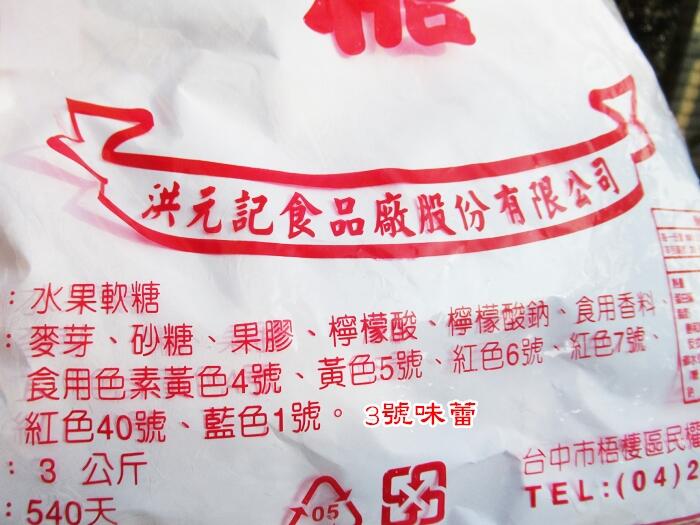 糖
洪元記食品廠股份有限公司
：水果軟糖
：麥芽、砂糖、果膠、檸檬酸、檸檬酸鈉、食用香料、
食用色素黃色4號、黃色5號、紅色6號、紅色7號、
紅色40號、藍色1號。 3號味蕾
：3 公斤
：540天
05
台中市梧棲區民權
TEL:(04)2